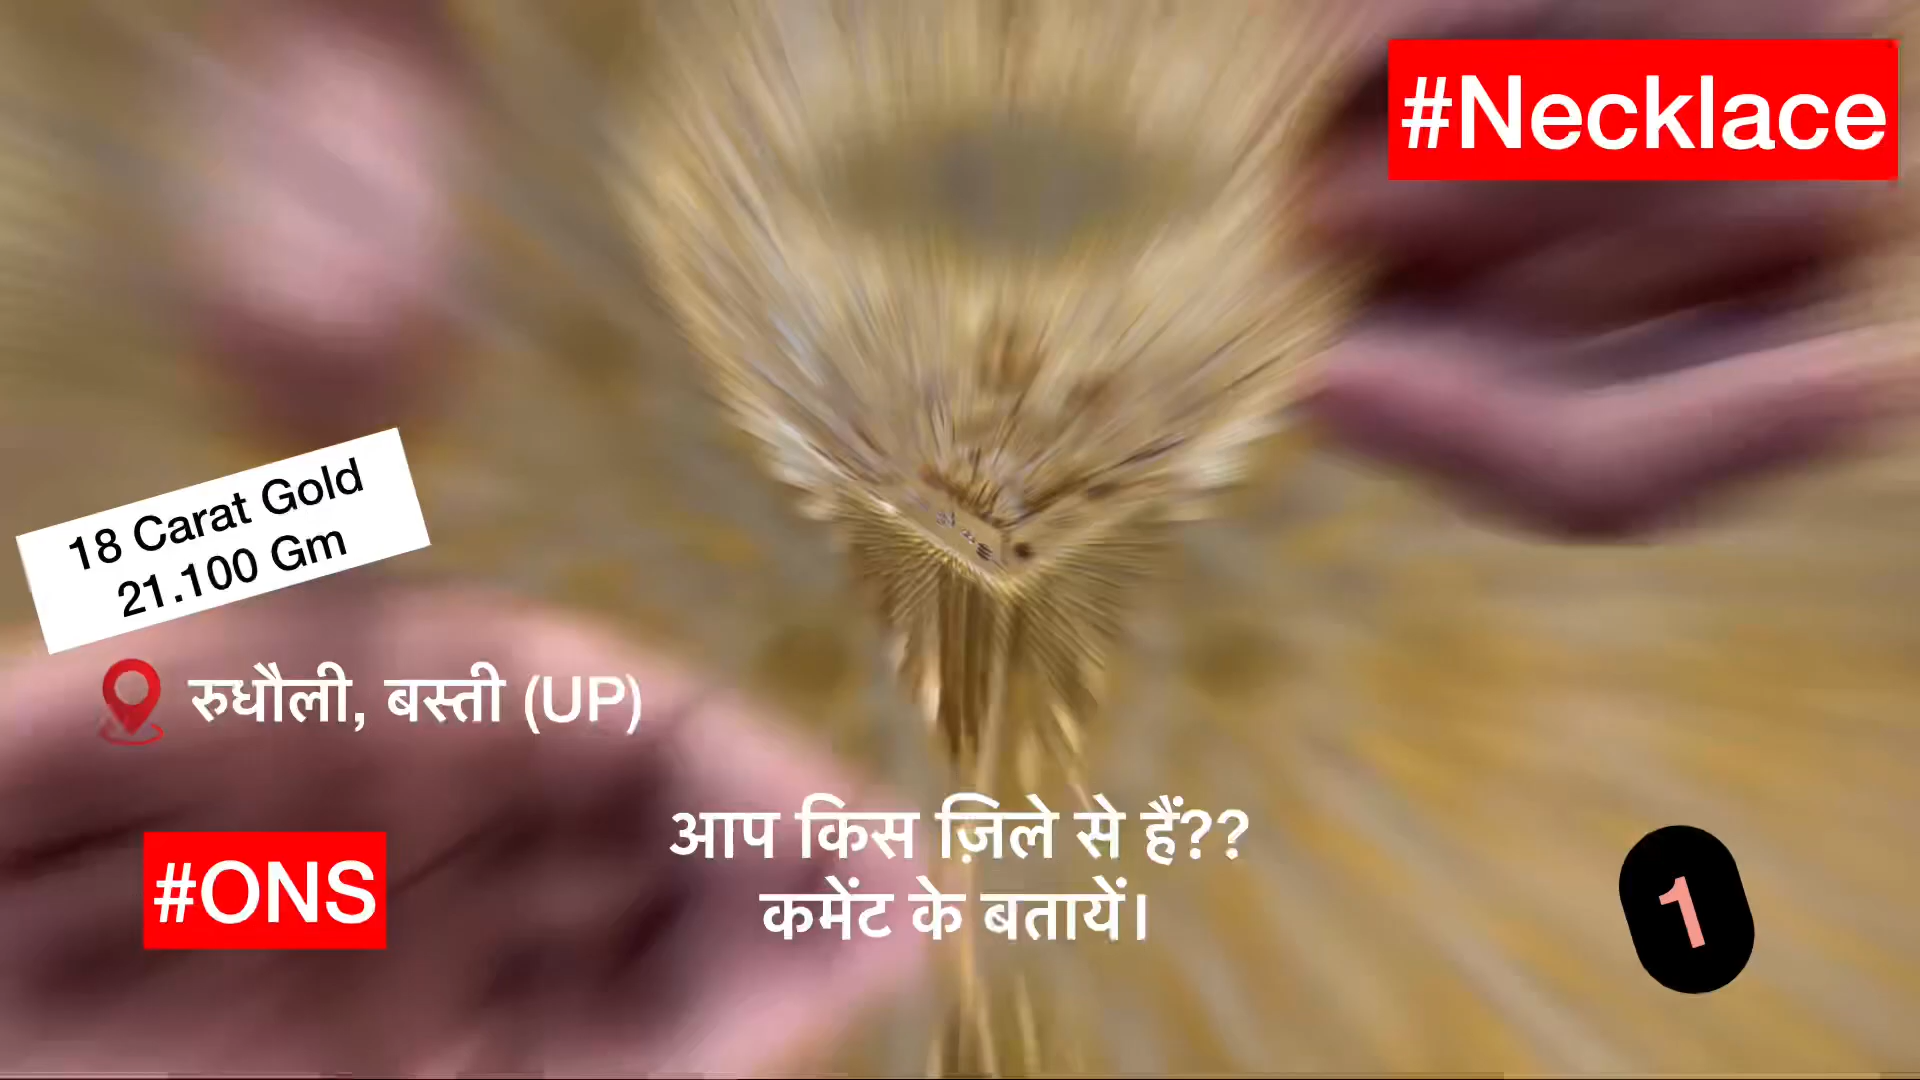 #Necklace
18 Carat Gold
21.100 Gm
रुधौली, बस्ती (UP)
#ONS
आप किस ज़िले से हैं??
कमेंट के बतायें।
1